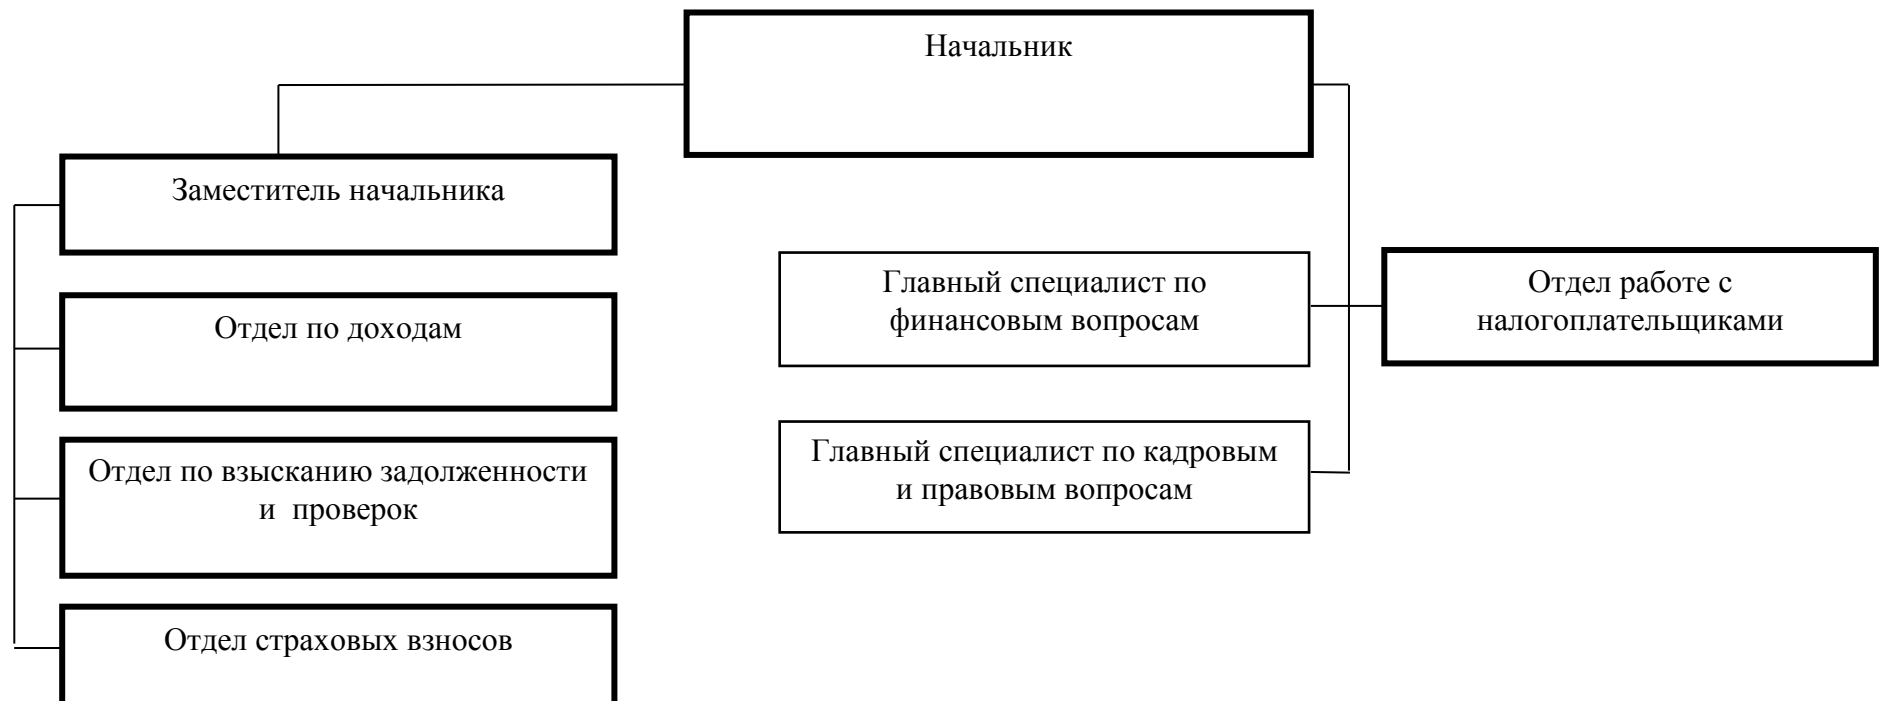 Начальник
Заместитель начальника
Главный специалист по
финансовым вопросам
Отдел работе с
налогоплательщиками
Отдел по доходам
Главный специалист по кадровым
и правовым вопросам
Отдел по взысканию задолженности
и  проверок
Отдел страховых взносов